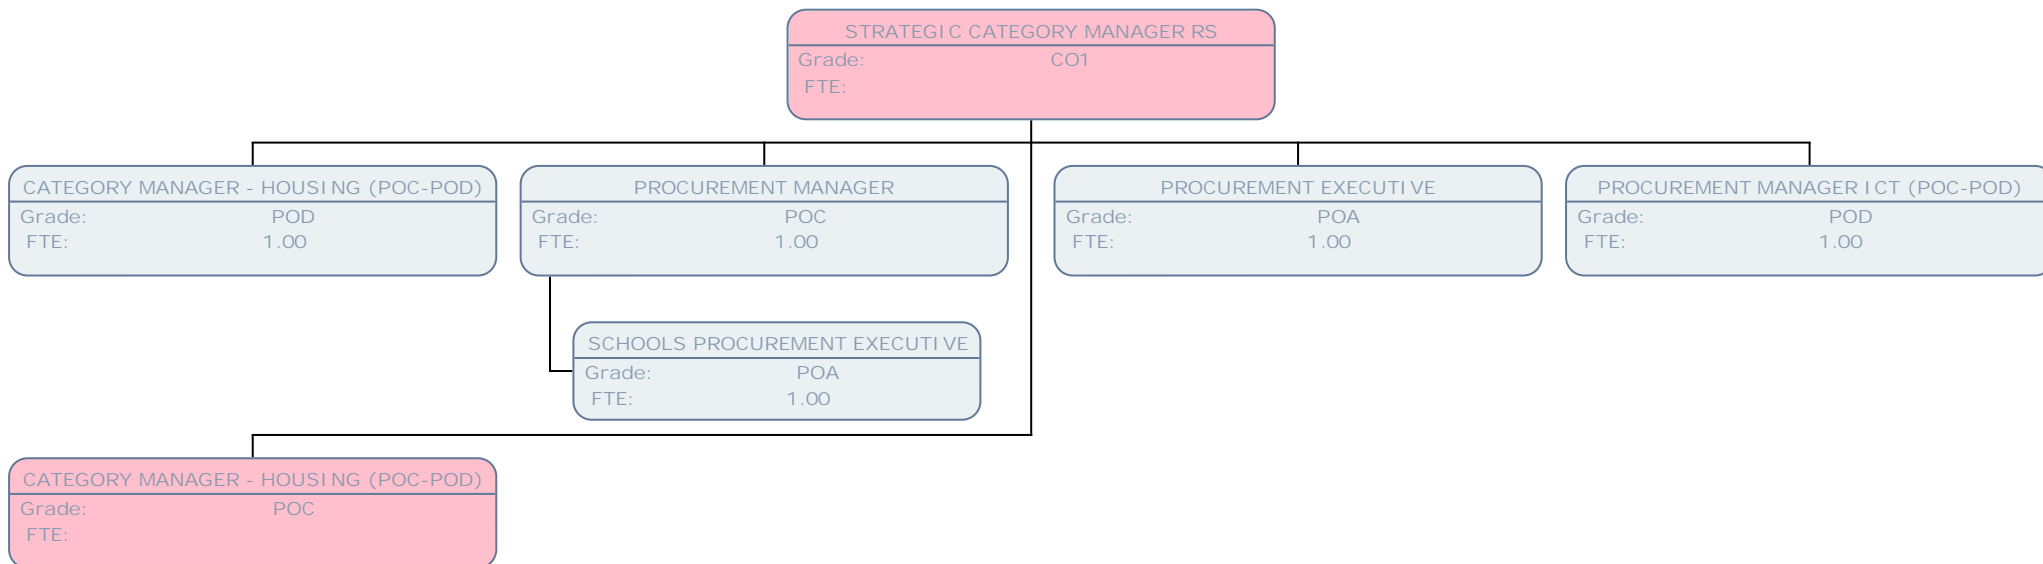 STRATEGIC CATEGORY MANAGER RS
Grade: CO1
FTE:
CATEGORY MANAGER - HOUSING (POC-POD)
Grade: POD
FTE: 1.00
PROCUREMENT MANAGER
Grade: POC
FTE: 1.00
PROCUREMENT EXECUTIVE
Grade: POA
FTE: 1.00
PROCUREMENT MANAGER ICT (POC-POD)
Grade: POD
FTE: 1.00
SCHOOLS PROCUREMENT EXECUTIVE
Grade: POA
FTE: 1.00
CATEGORY MANAGER - HOUSING (POC-POD)
Grade: POC
FTE: